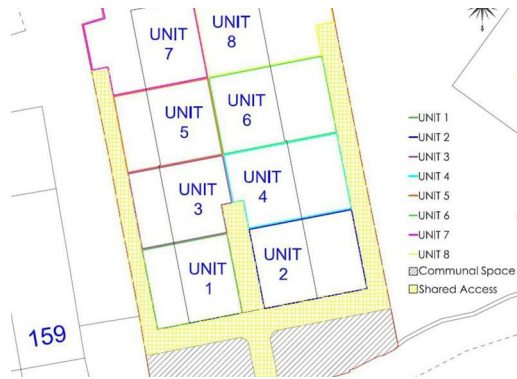 UNIT
7
UNIT
8
UNIT
5
UNIT
6
UNIT
3
UNIT
4
UNIT
1
UNIT
2
159
UNIT 1
UNIT 2
UNIT 3
UNIT 4
UNIT 5
UNIT 6
UNIT 7
UNIT 8
Communal Space
Shared Access